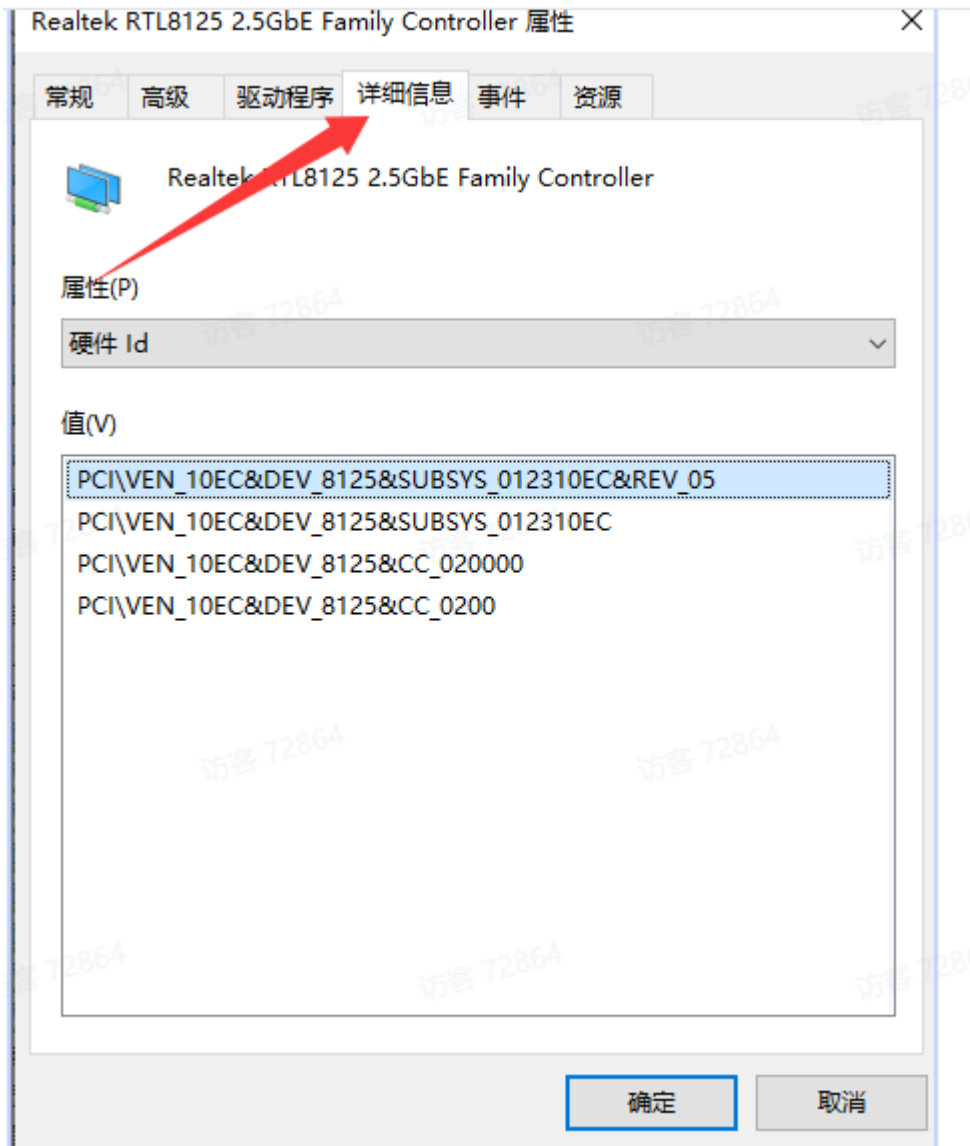 Realtek RTL8125 2.5GbE Family Controller 属性
常规 高级 驱动程序 详细信息 事件 资源
Realtek RTL8125 2.5GbE Family Controller
属性(P)
硬件 Id
值(V)
PCI\VEN_10EC&DEV_8125&SUBSYS_012310EC&REV_05
PCI\VEN_10EC&DEV_8125&SUBSYS_012310EC
PCI\VEN_10EC&DEV_8125&CC_020000
PCI\VEN_10EC&DEV_8125&CC_0200
访客 72864
确定 取消